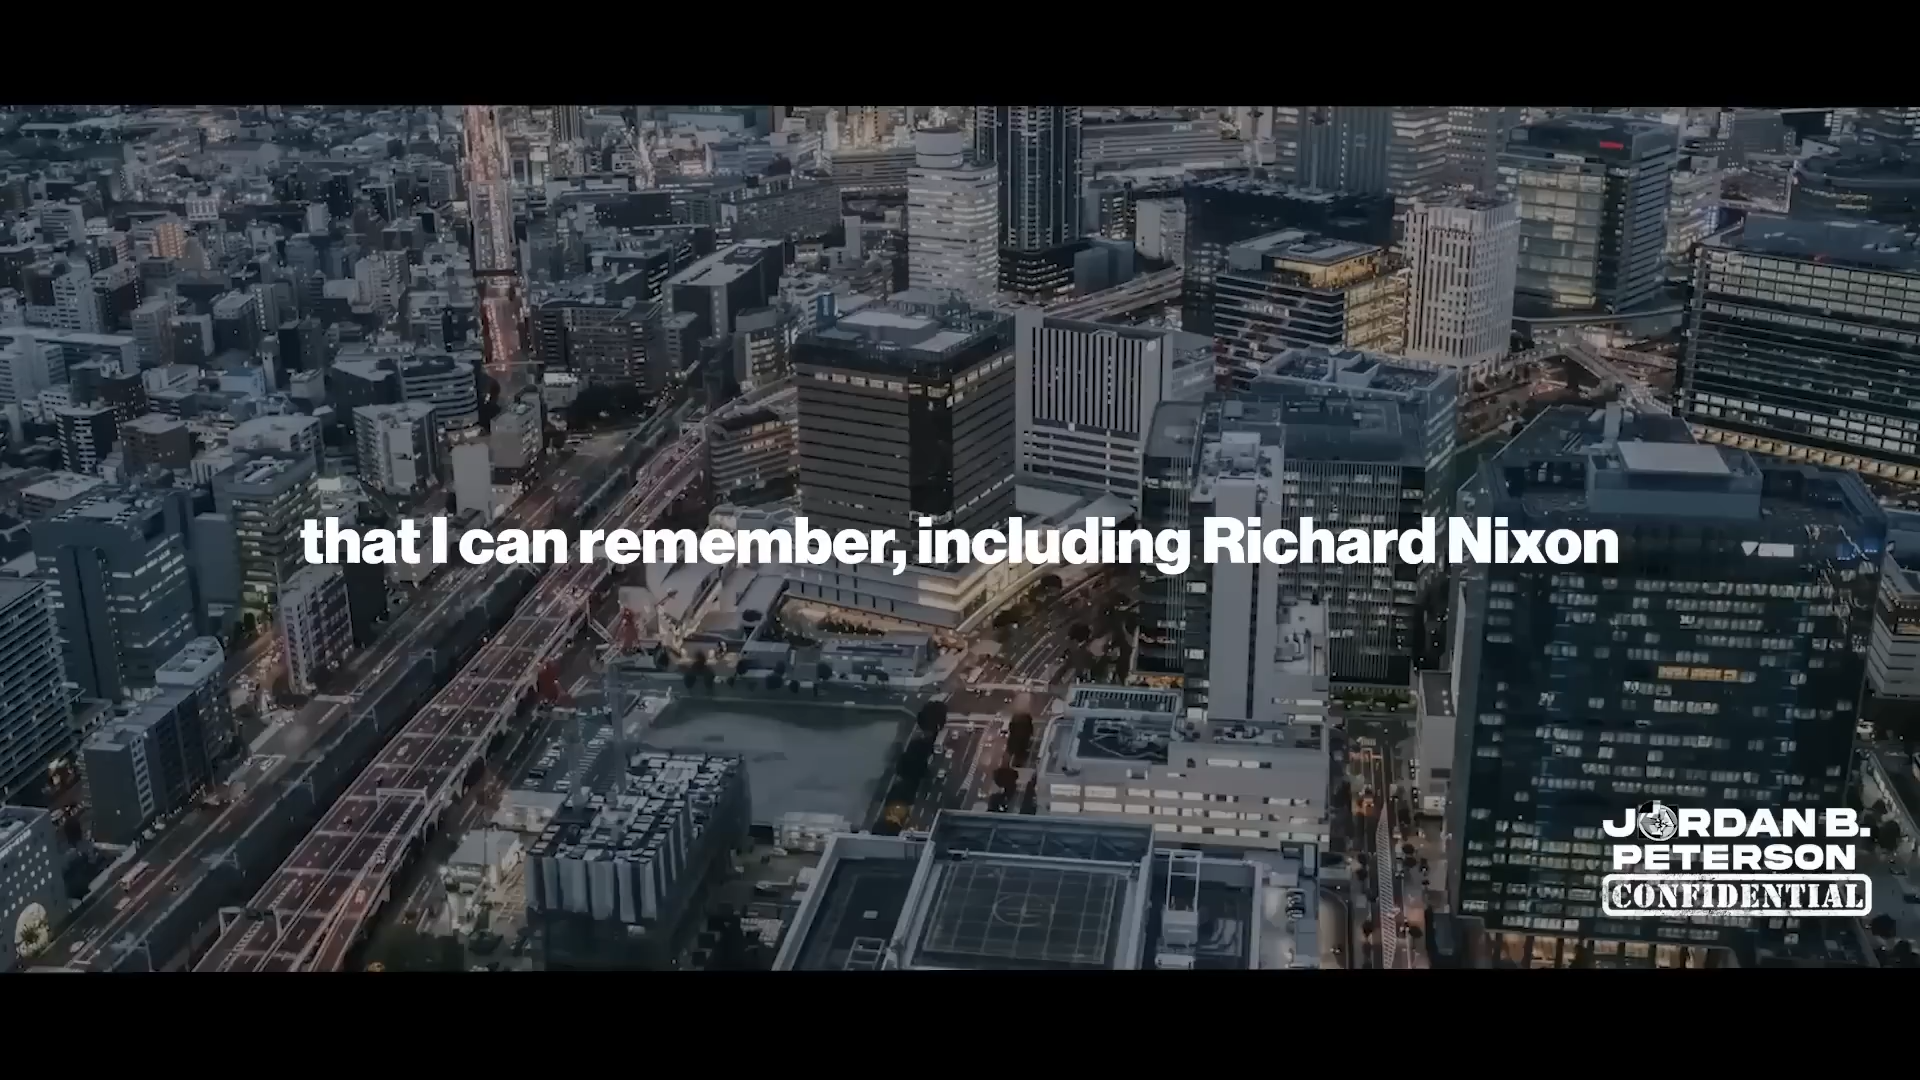 that I can remember, including Richard Nixon
JORDAN B.
PETERSON
CONFIDENTIAL